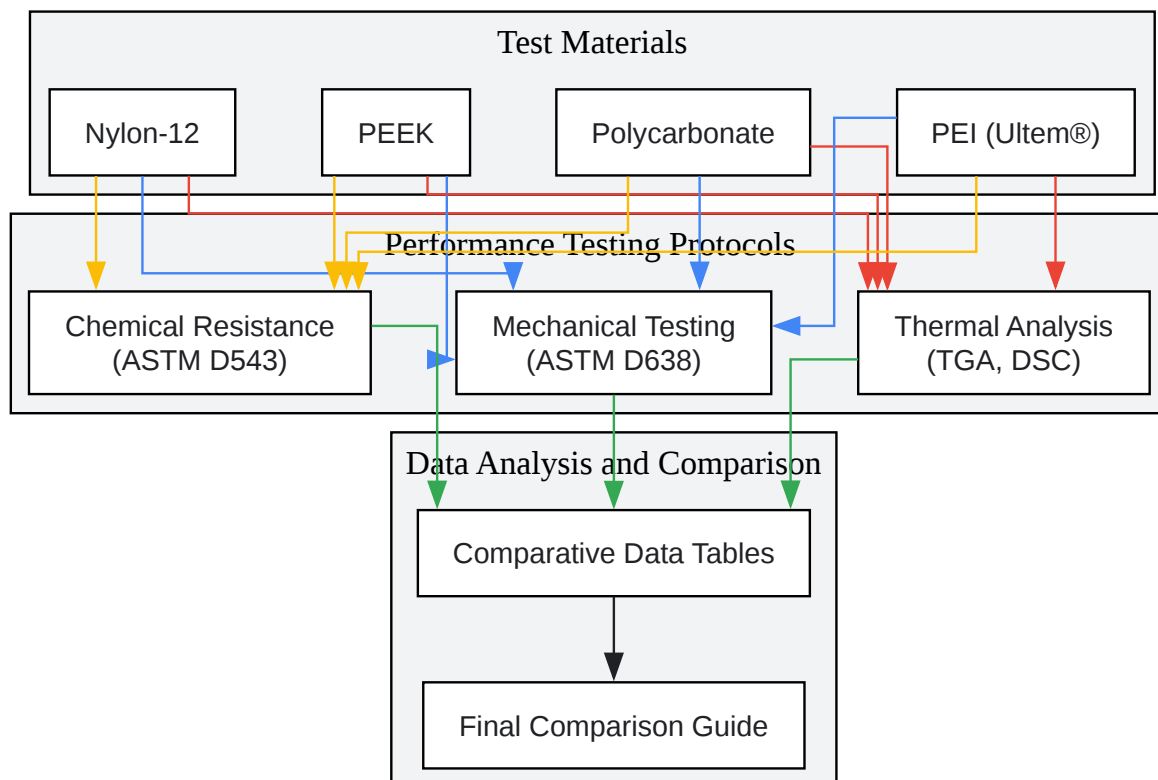 Test Materials
Nylon-12
PEEK
Polycarbonate
PEI (Ultem®)
Performance Testing Protocols
Chemical Resistance
(ASTM D543)
Mechanical Testing
(ASTM D638)
Thermal Analysis
(TGA, DSC)
Data Analysis and Comparison
Comparative Data Tables
Final Comparison Guide